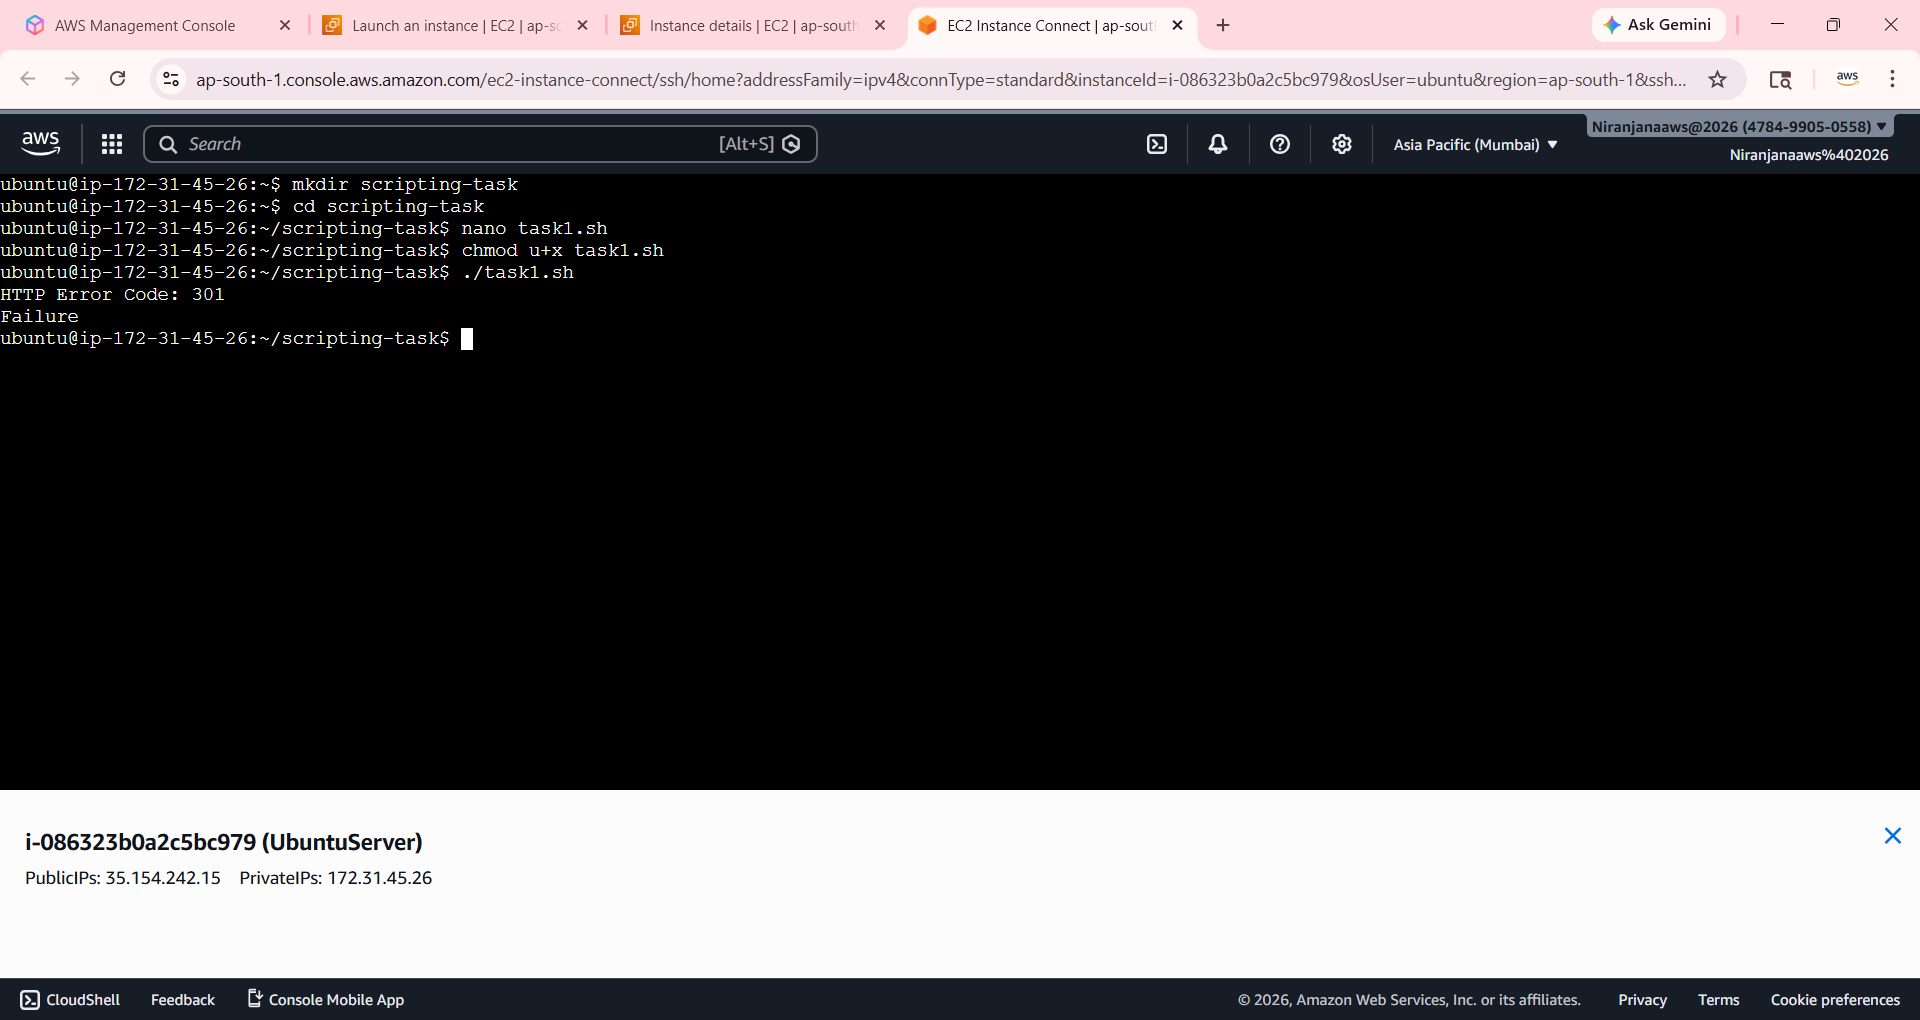 AWS Management Console
Launch an instance | EC2 | ap-so
Instance details | EC2 | ap-south
EC2 Instance Connect | ap-sout
Ask Gemini
ap-south-1.console.aws.amazon.com/ec2-instance-connect/ssh/home?addressFamily=ipv4&connType=standard&instanceId=i-086323b0a2c5bc979&osUser=ubuntu&region=ap-south-1&ssh...
aws
aws
Search
[Alt+S]
Asia Pacific (Mumbai)
Niranjanaaws@2026 (4784-9905-0558)
Niranjanaaws%402026
ubuntu@ip-172-31-45-26:~$ mkdir scripting-task
ubuntu@ip-172-31-45-26:~$ cd scripting-task
ubuntu@ip-172-31-45-26:~/scripting-task$ nano task1.sh
ubuntu@ip-172-31-45-26:~/scripting-task$ chmod u+x task1.sh
ubuntu@ip-172-31-45-26:~/scripting-task$ ./task1.sh
HTTP Error Code: 301
Failure
ubuntu@ip-172-31-45-26:~/scripting-task$
i-086323b0a2c5bc979 (UbuntuServer)
PublicIPs: 35.154.242.15 PrivateIPs: 172.31.45.26
CloudShell
Feedback
Console Mobile App
© 2026, Amazon Web Services, Inc. or its affiliates.
Privacy
Terms
Cookie preferences